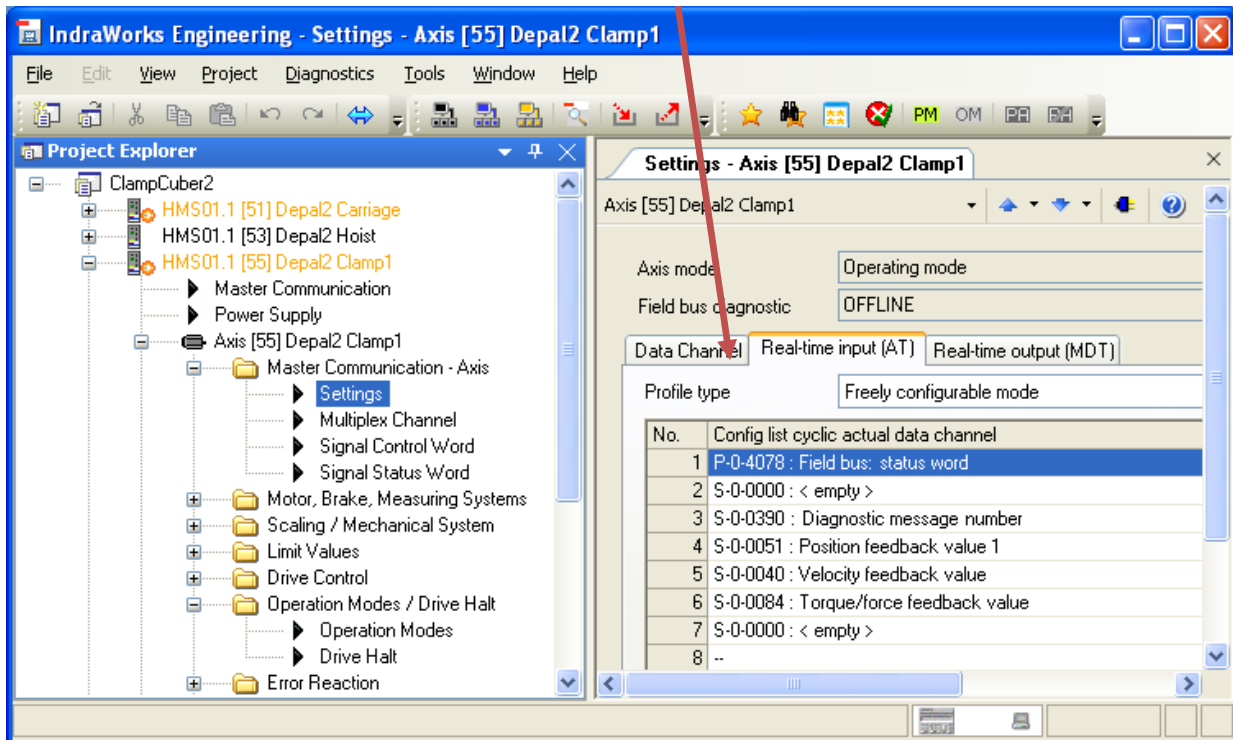 IndraWorks Engineering - Settings - Axis [55] Depal2 Clamp1
File Edit View Project Diagnostics Tools Window Help
PM OM
Project Explorer
ClampCuber2
HMS01.1 [51] Depal2 Carriage
HMS01.1 [53] Depal2 Hoist
HMS01.1 [55] Depal2 Clamp1
Master Communication
Power Supply
Axis [55] Depal2 Clamp1
Master Communication - Axis
Settings
Multiplex Channel
Signal Control Word
Signal Status Word
Motor, Brake, Measuring Systems
Scaling / Mechanical System
Limit Values
Drive Control
Operation Modes / Drive Halt
Operation Modes
Drive Halt
Error Reaction
Settings - Axis [55] Depal2 Clamp1
Axis [55] Depal2 Clamp1
Axis mode Operating mode
Field bus diagnostic OFFLINE
Data Channel Real-time input (AT) Real-time output (MDT)
Profile type Freely configurable mode
No. Config list cyclic actual data channel
1 P-0-4078 : Field bus: status word
2 S-0-0000 : < empty >
3 S-0-0390 : Diagnostic message number
4 S-0-0051 : Position feedback value 1
5 S-0-0040 : Velocity feedback value
6 S-0-0084 : Torque/force feedback value
7 S-0-0000 : < empty >
8 --